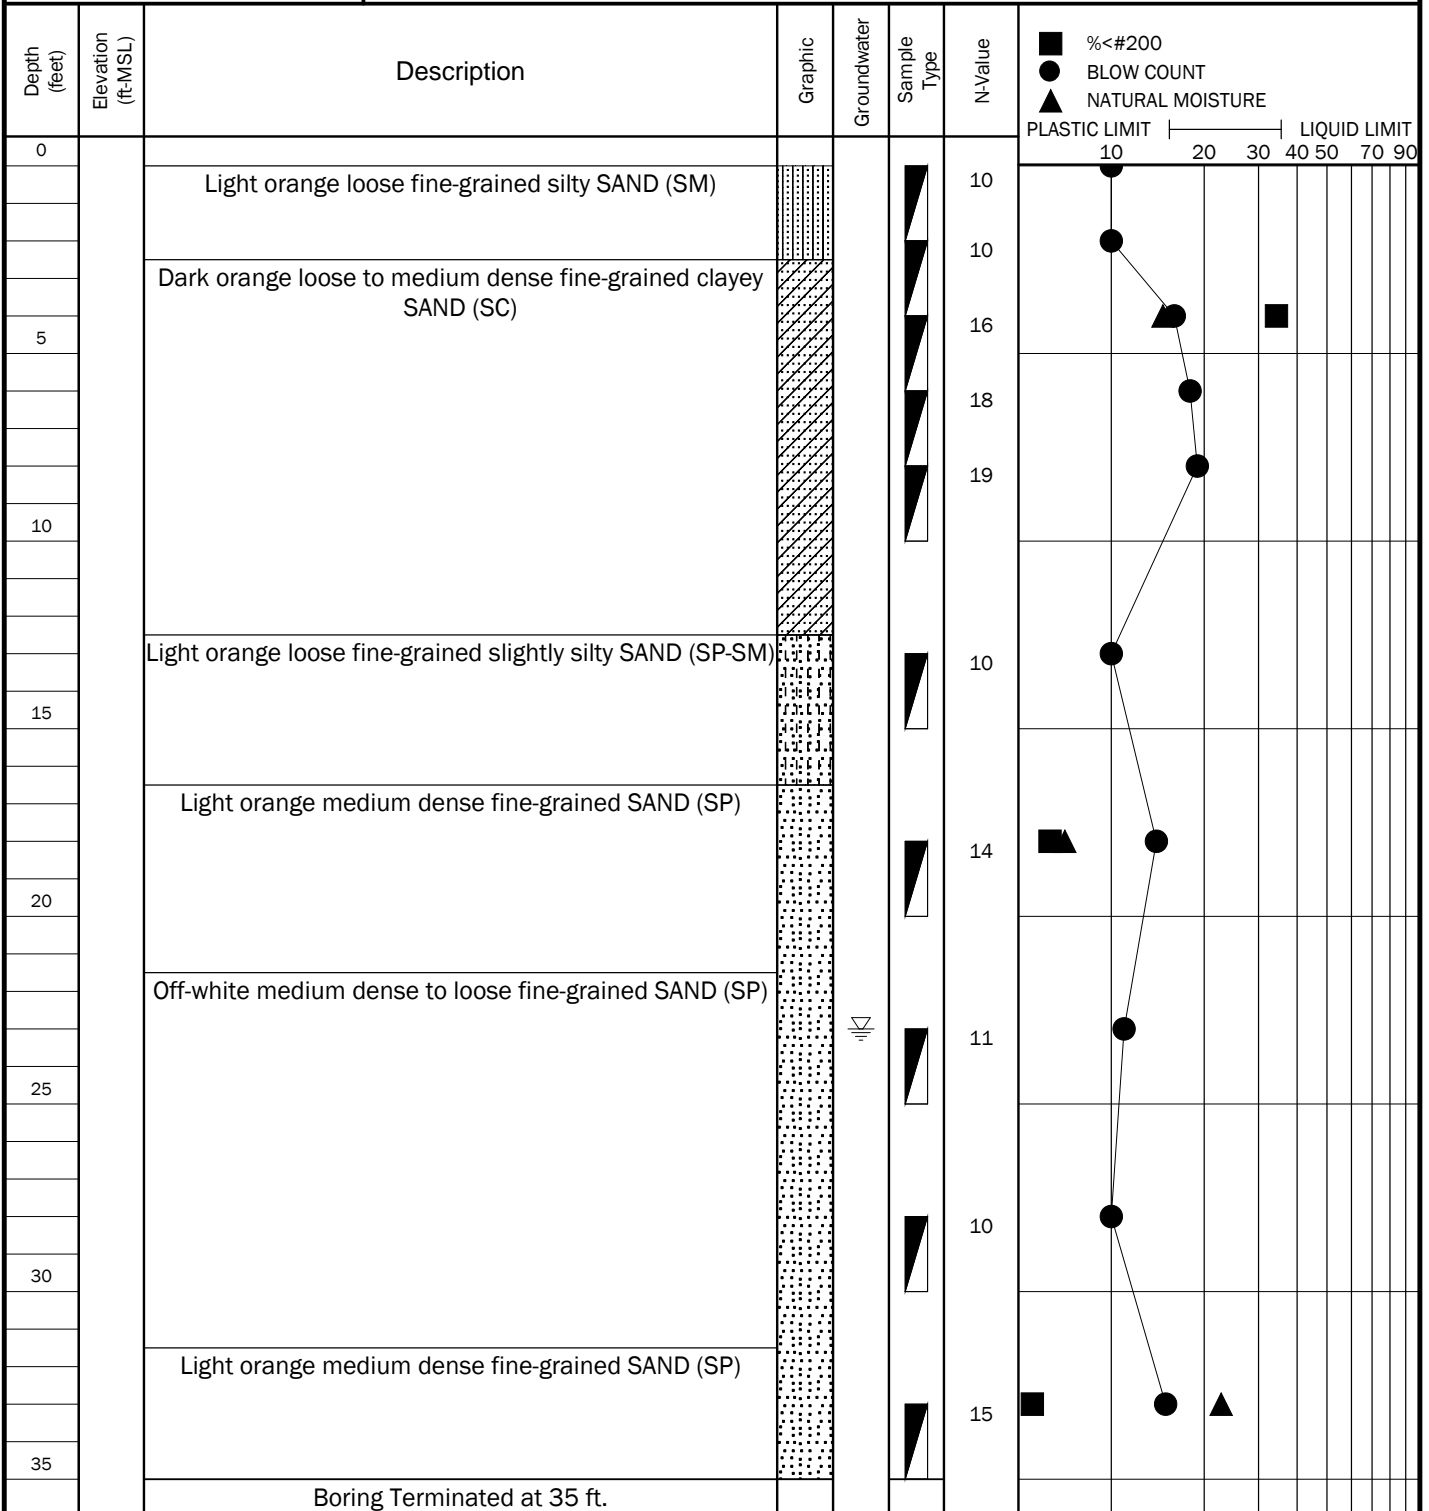 Depth (feet)
Elevation (ft-MSL)
Description
Graphic
Groundwater
Sample Type
N-Value
%<#200
BLOW COUNT
NATURAL MOISTURE
PLASTIC LIMIT LIQUID LIMIT
10 20 30 40 50 70 90
0
Light orange loose fine-grained silty SAND (SM)
10
10
Dark orange loose to medium dense fine-grained clayey
SAND (SC)
16
5
18
19
10
Light orange loose fine-grained slightly silty SAND (SP-SM)
10
15
Light orange medium dense fine-grained SAND (SP)
14
20
Off-white medium dense to loose fine-grained SAND (SP)
11
25
10
30
Light orange medium dense fine-grained SAND (SP)
15
35
Boring Terminated at 35 ft.